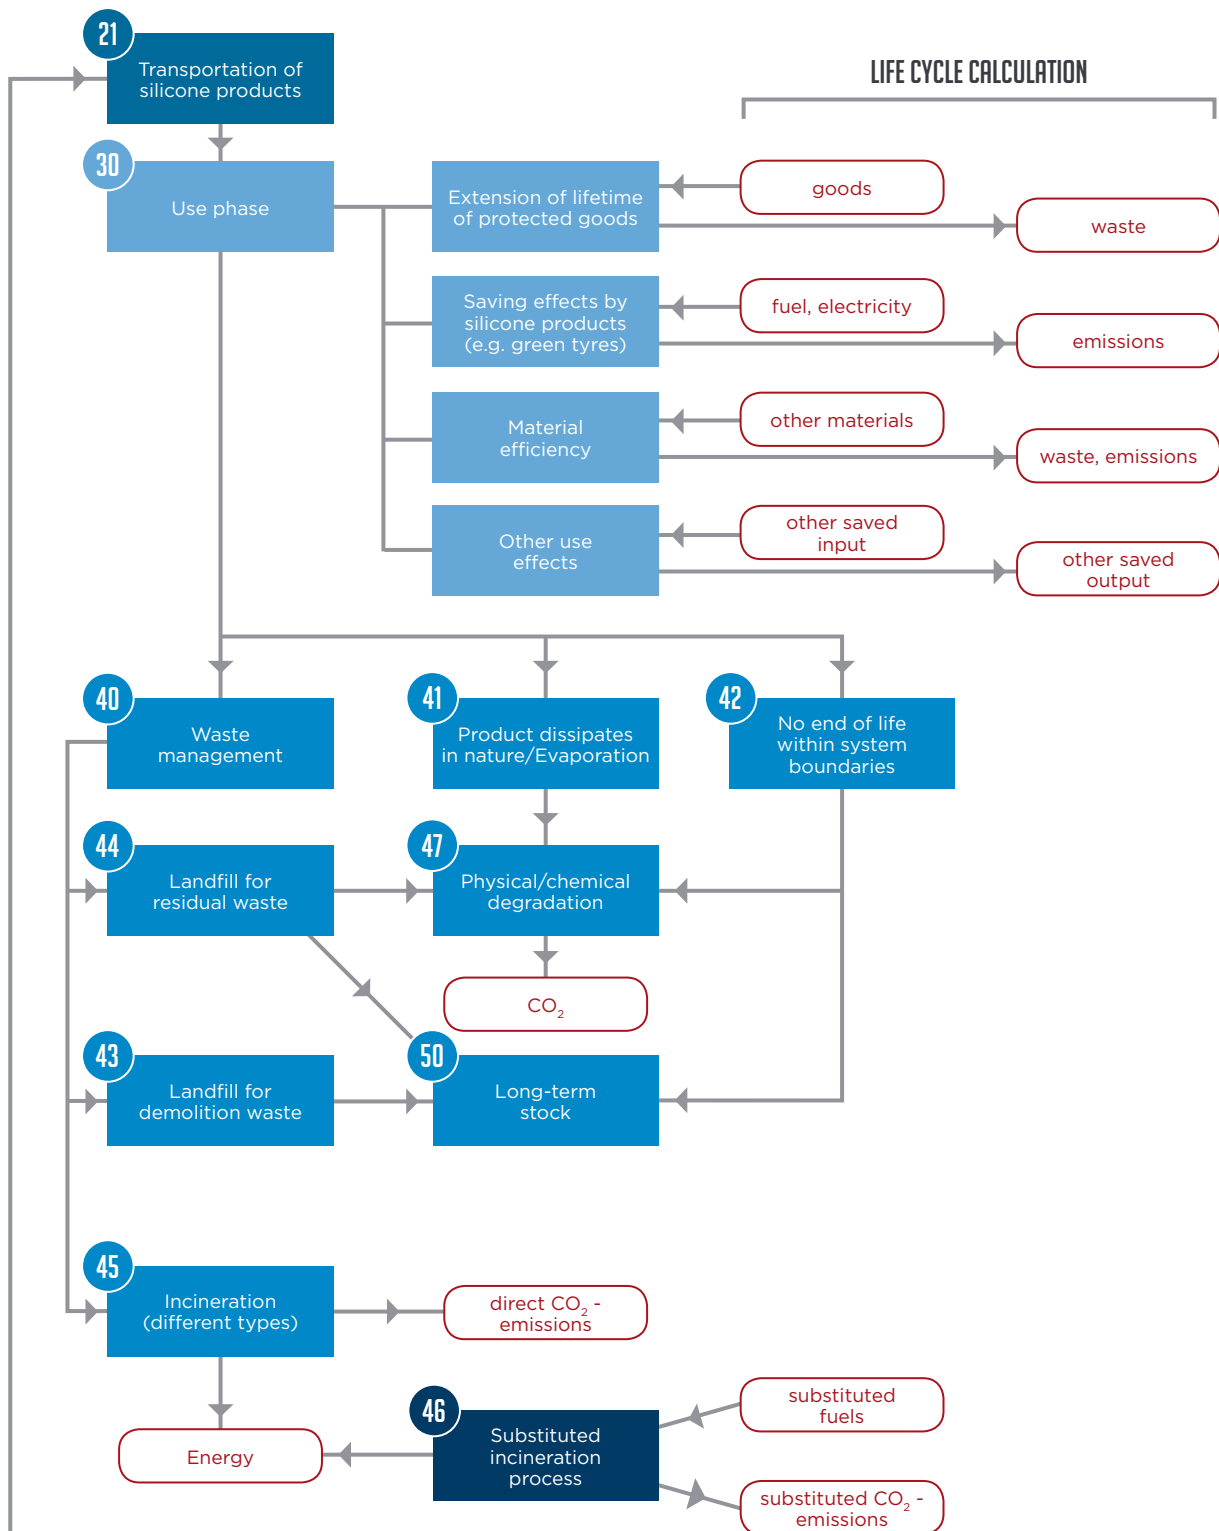 21
Transportation of
silicone products
LIFE CYCLE CALCULATION
30
Use phase
Extension of lifetime
of protected goods
goods
waste
Saving effects by
silicone products
(e.g. green tyres)
fuel, electricity
emissions
Material
efficiency
other materials
waste, emissions
Other use
effects
other saved
input
other saved
output
40
Waste
management
41
Product dissipates
in nature/Evaporation
42
No end of life
within system
boundaries
44
Landfill for
residual waste
47
Physical/chemical
degradation
CO₂
43
Landfill for
demolition waste
50
Long-term
stock
45
Incineration
(different types)
direct CO₂ -
emissions
Energy
46
Substituted
incineration
process
substituted
fuels
substituted CO₂ -
emissions